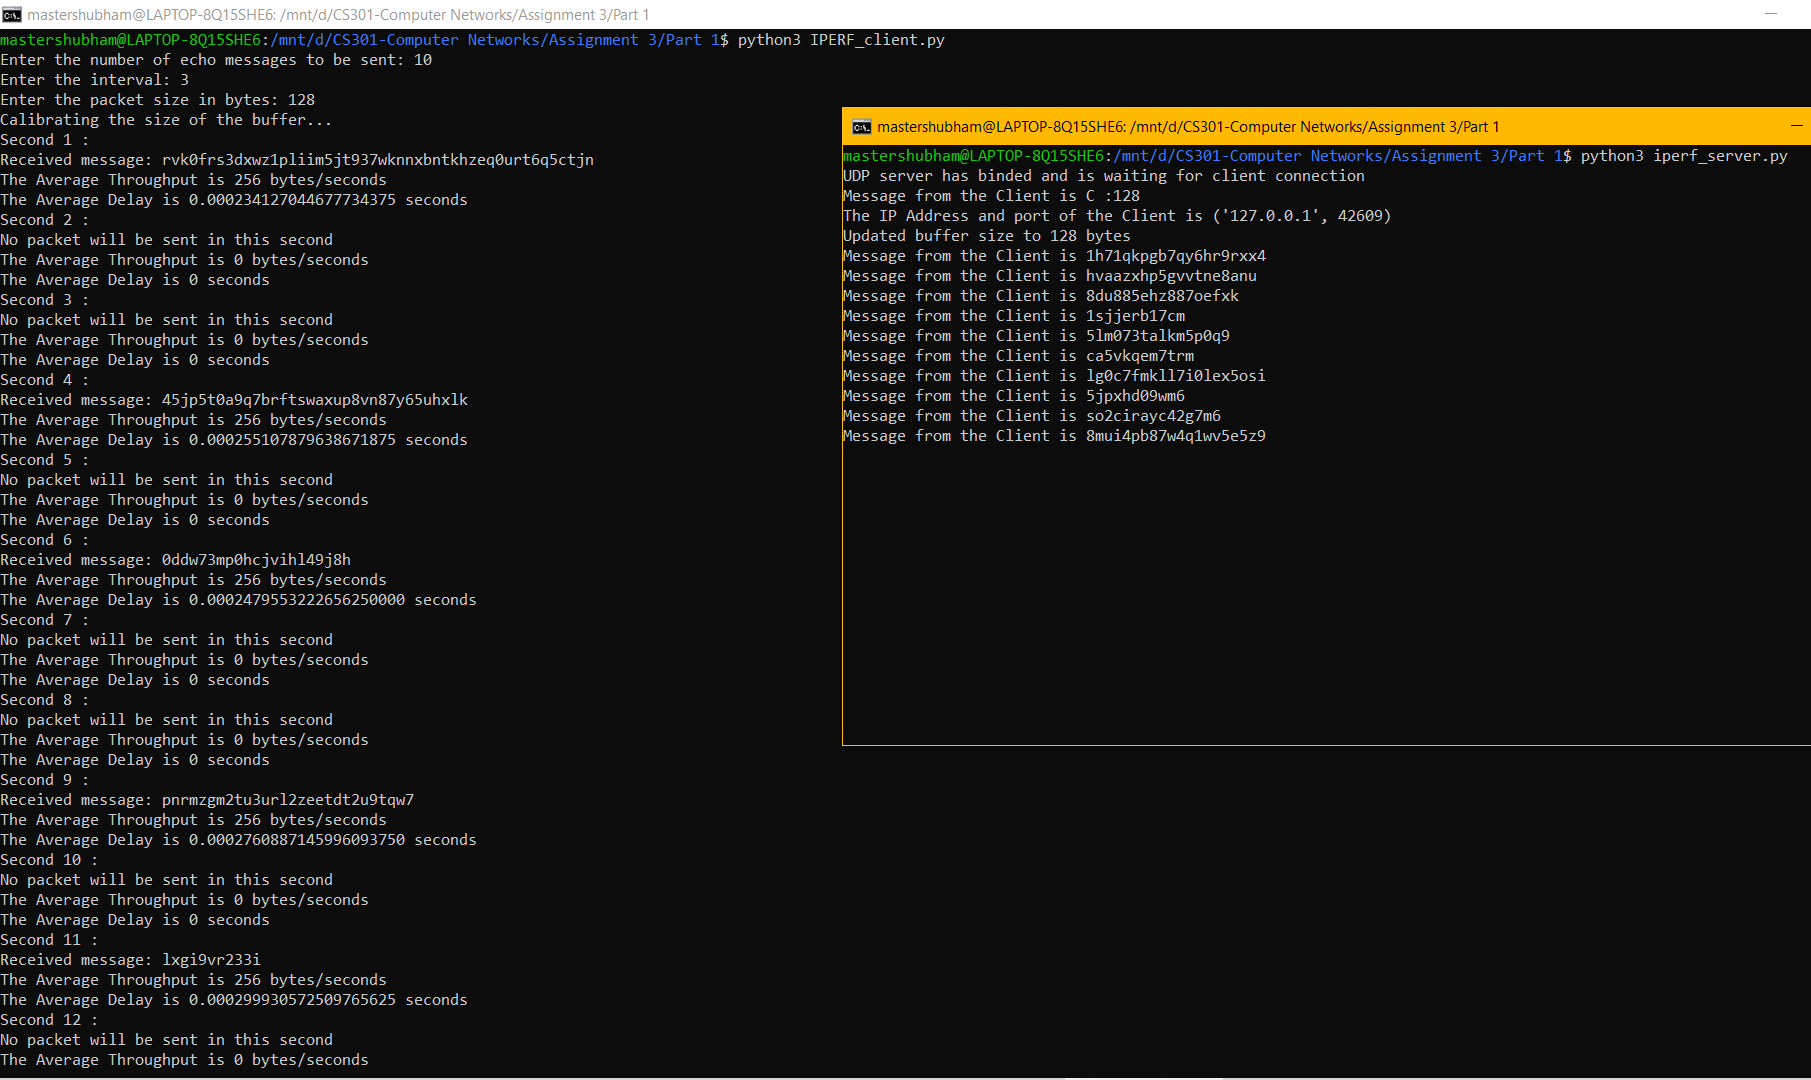 mastershubham@LAPTOP-8Q15SHE6: /mnt/d/CS301-Computer Networks/Assignment 3/Part 1
mastershubham@LAPTOP-8Q15SHE6:/mnt/d/CS301-Computer Networks/Assignment 3/Part 1$ python3 IPERF_client.py
Enter the number of echo messages to be sent: 10
Enter the interval: 3
Enter the packet size in bytes: 128
Calibrating the size of the buffer...
Second 1 :
Received message: rvk0frs3dxwz1pliim5jt937wknnxbntkhzeq0urt6q5ctjn
The Average Throughput is 256 bytes/seconds
The Average Delay is 0.000234127044677734375 seconds
Second 2 :
No packet will be sent in this second
The Average Throughput is 0 bytes/seconds
The Average Delay is 0 seconds
Second 3 :
No packet will be sent in this second
The Average Throughput is 0 bytes/seconds
The Average Delay is 0 seconds
Second 4 :
Received message: 45jp5t0a9q7brftswaxup8vn87y65uhxlk
The Average Throughput is 256 bytes/seconds
The Average Delay is 0.000255107879638671875 seconds
Second 5 :
No packet will be sent in this second
The Average Throughput is 0 bytes/seconds
The Average Delay is 0 seconds
Second 6 :
Received message: 0ddw73mp0hcjvihl49j8h
The Average Throughput is 256 bytes/seconds
The Average Delay is 0.0002479553222656250000 seconds
Second 7 :
No packet will be sent in this second
The Average Throughput is 0 bytes/seconds
The Average Delay is 0 seconds
Second 8 :
No packet will be sent in this second
The Average Throughput is 0 bytes/seconds
The Average Delay is 0 seconds
Second 9 :
Received message: pnrmzgm2tu3url2zeetdt2u9tqw7
The Average Throughput is 256 bytes/seconds
The Average Delay is 0.0002760887145996093750 seconds
Second 10 :
No packet will be sent in this second
The Average Throughput is 0 bytes/seconds
The Average Delay is 0 seconds
Second 11 :
Received message: lxgi9vr233i
The Average Throughput is 256 bytes/seconds
The Average Delay is 0.000299930572509765625 seconds
Second 12 :
No packet will be sent in this second
The Average Throughput is 0 bytes/seconds
mastershubham@LAPTOP-8Q15SHE6: /mnt/d/CS301-Computer Networks/Assignment 3/Part 1
mastershubham@LAPTOP-8Q15SHE6:/mnt/d/CS301-Computer Networks/Assignment 3/Part 1$ python3 iperf_server.py
UDP server has binded and is waiting for client connection
Message from the Client is C :128
The IP Address and port of the Client is ('127.0.0.1', 42609)
Updated buffer size to 128 bytes
Message from the Client is 1h71qkpgb7qy6hr9rxx4
Message from the Client is hvaazxhp5gvvtne8anu
Message from the Client is 8du885ehz887oefxk
Message from the Client is 1sjjerb17cm
Message from the Client is 5lm073talkm5p0q9
Message from the Client is ca5vkqem7trm
Message from the Client is lg0c7fmkll7i0lex5osi
Message from the Client is 5jpxhd09wm6
Message from the Client is so2cirayc42g7m6
Message from the Client is 8mui4pb87w4q1wv5e5z9